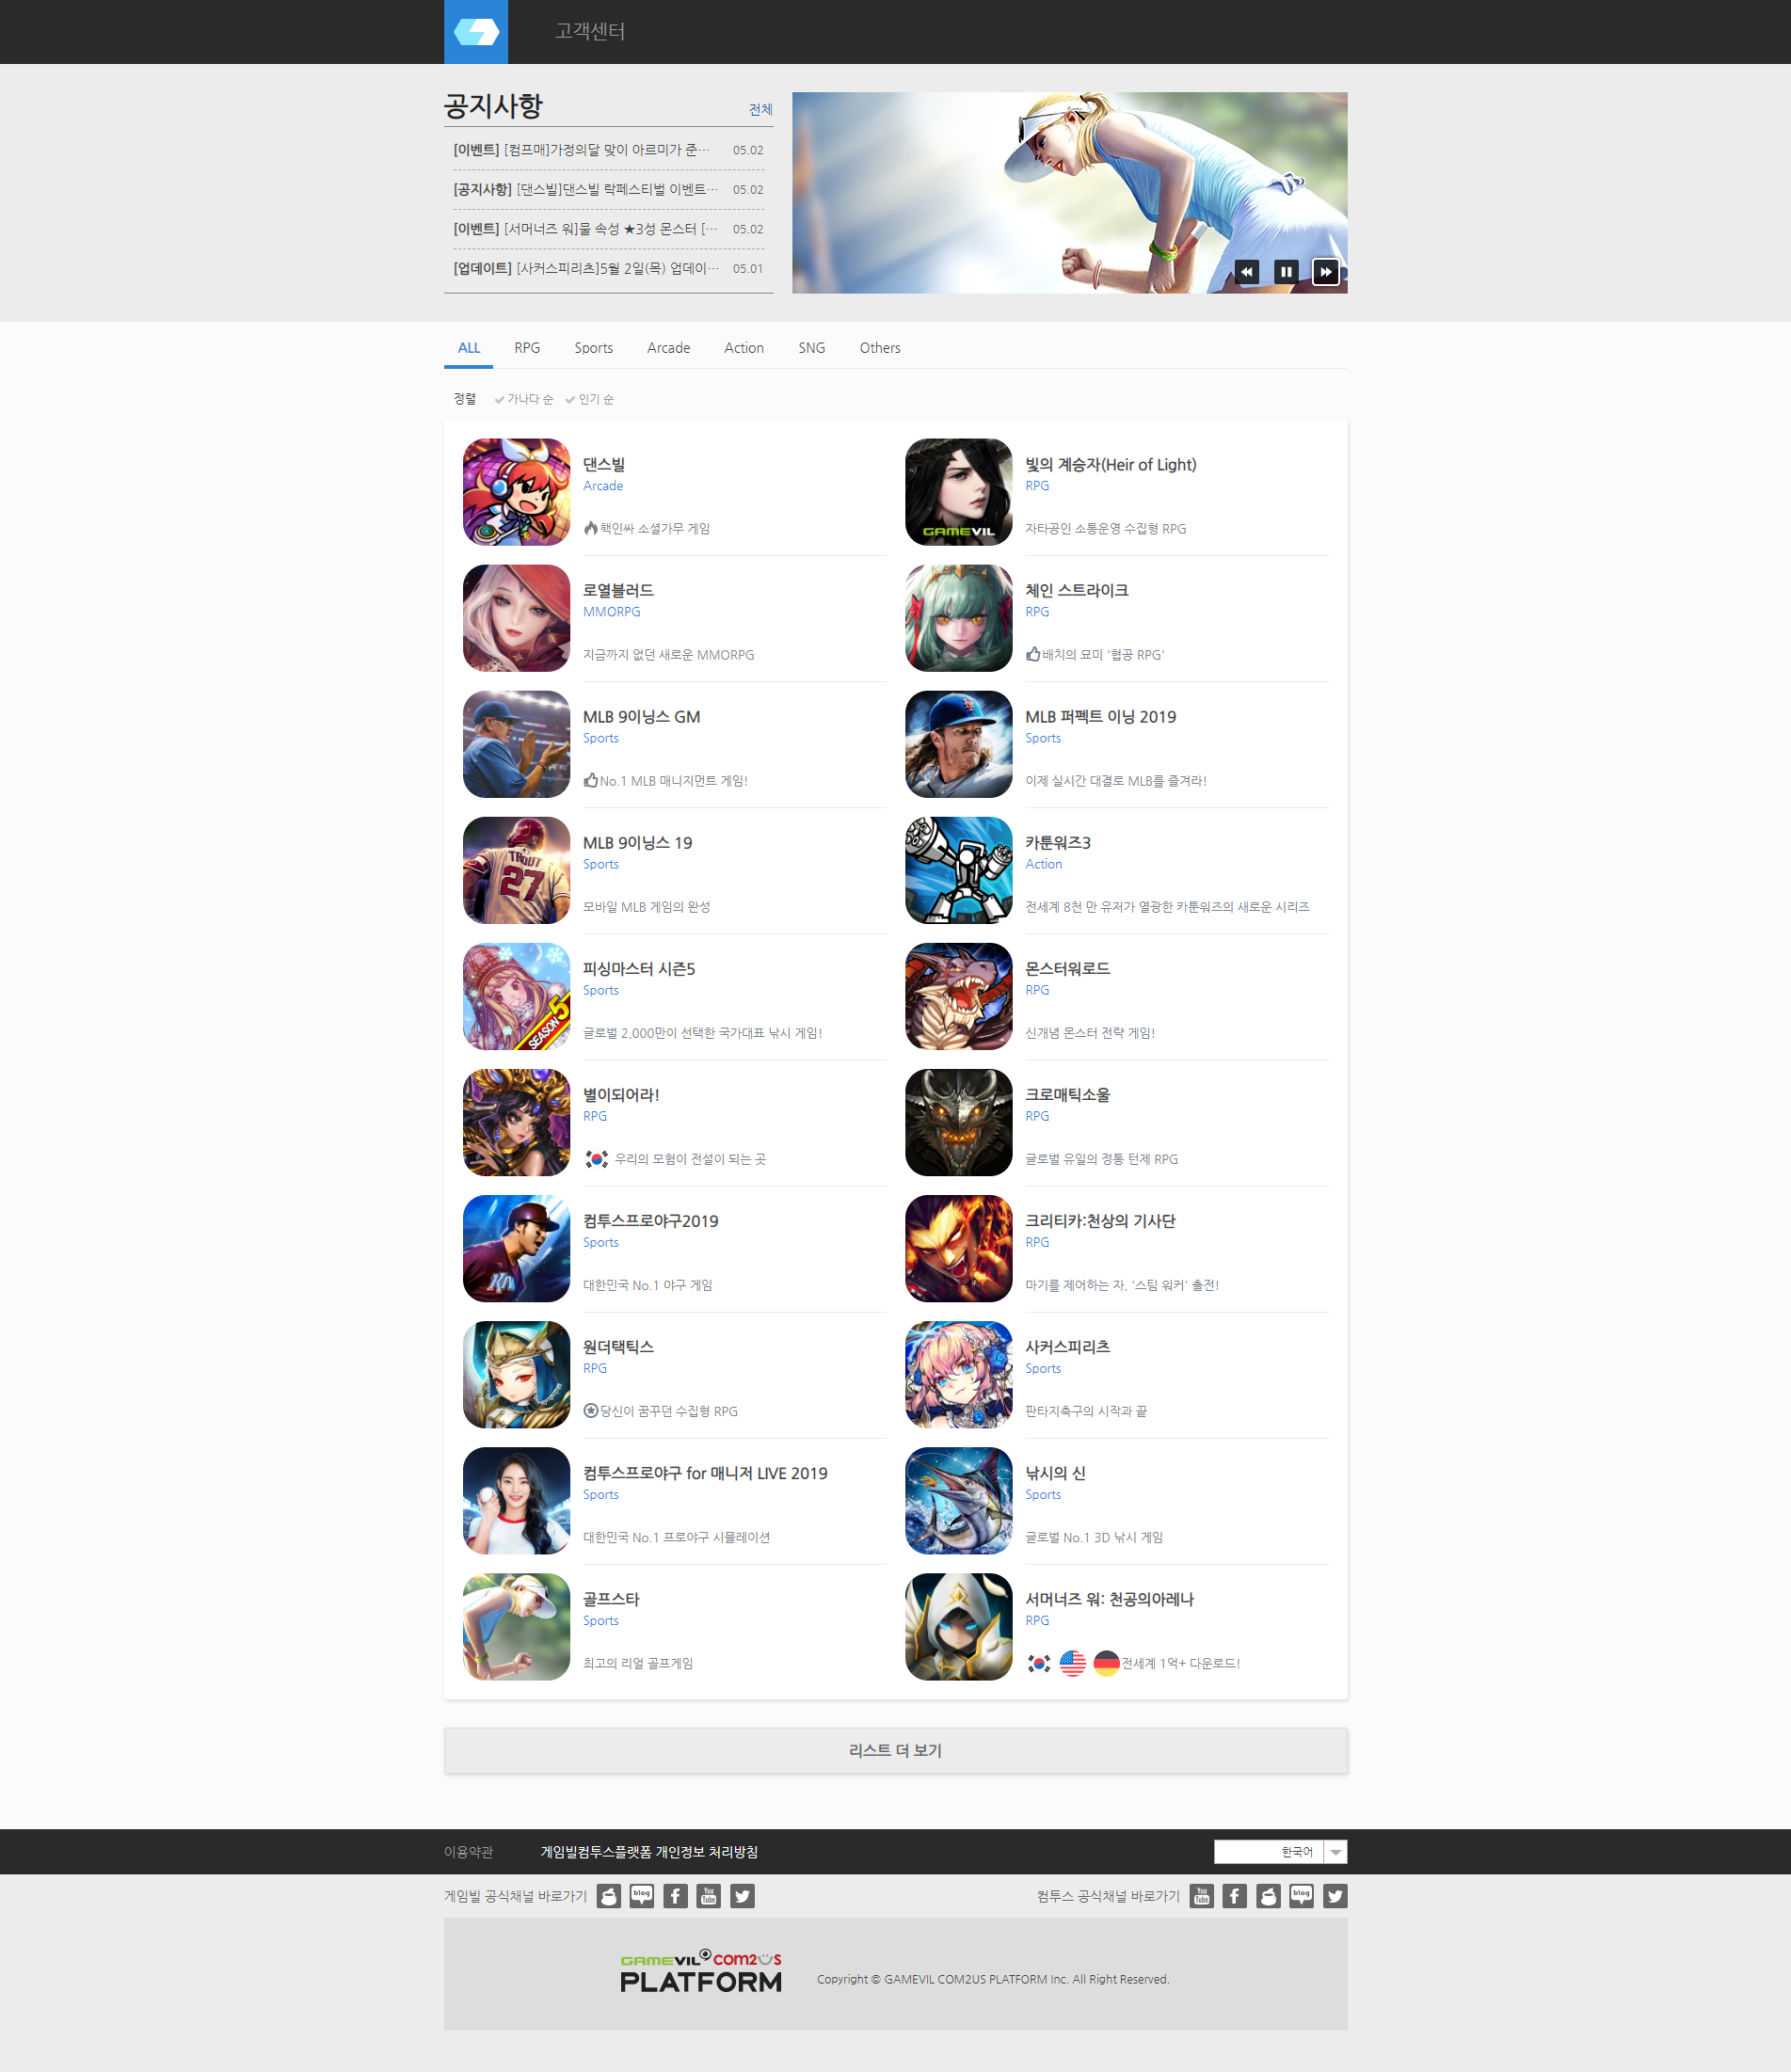 고객센터
공지사항
전체
[이벤트] [컴프매]가정의달 맞이 아르미가 준… 05.02
[공지사항] [댄스빌]댄스빌 락페스티벌 이벤트… 05.02
[이벤트] [서머너즈 워]물 속성 ★3성 몬스터 [… 05.02
[업데이트] [사커스피리츠]5월 2일(목) 업데이… 05.01
ALL RPG Sports Arcade Action SNG Others
정렬 가나다 순 인기 순
댄스빌
Arcade
핵인싸 소셜가무 게임
GAMEVIL
빛의 계승자(Heir of Light)
RPG
자타공인 소통운영 수집형 RPG
로열블러드
MMORPG
지금까지 없던 새로운 MMORPG
체인 스트라이크
RPG
배치의 묘미 '협공 RPG'
MLB 9이닝스 GM
Sports
No.1 MLB 매니지먼트 게임!
MLB 퍼펙트 이닝 2019
Sports
이제 실시간 대결로 MLB를 즐겨라!
TROUT
27
MLB 9이닝스 19
Sports
모바일 MLB 게임의 완성
카툰워즈3
Action
전세계 8천 만 유저가 열광한 카툰워즈의 새로운 시리즈
SEASON 5
피싱마스터 시즌5
Sports
글로벌 2,000만이 선택한 국가대표 낚시 게임!
몬스터워로드
RPG
신개념 몬스터 전략 게임!
별이되어라!
RPG
우리의 모험이 전설이 되는 곳
크로매틱소울
RPG
글로벌 유일의 정통 턴제 RPG
컴투스프로야구2019
Sports
대한민국 No.1 야구 게임
크리티카:천상의 기사단
RPG
마기를 제어하는 자, '스팀 워커' 출전!
원더택틱스
RPG
당신이 꿈꾸던 수집형 RPG
사커스피리츠
Sports
판타지축구의 시작과 끝
컴투스프로야구 for 매니저 LIVE 2019
Sports
대한민국 No.1 프로야구 시뮬레이션
낚시의 신
Sports
글로벌 No.1 3D 낚시 게임
골프스타
Sports
최고의 리얼 골프게임
서머너즈 워: 천공의아레나
RPG
전세계 1억+ 다운로드!
리스트 더 보기
이용약관 게임빌컴투스플랫폼 개인정보 처리방침 한국어
게임빌 공식채널 바로가기 blog You Tube
컴투스 공식채널 바로가기 You Tube blog
GAMEVIL COM2US
PLATFORM
Copyright © GAMEVIL COM2US PLATFORM Inc. All Right Reserved.